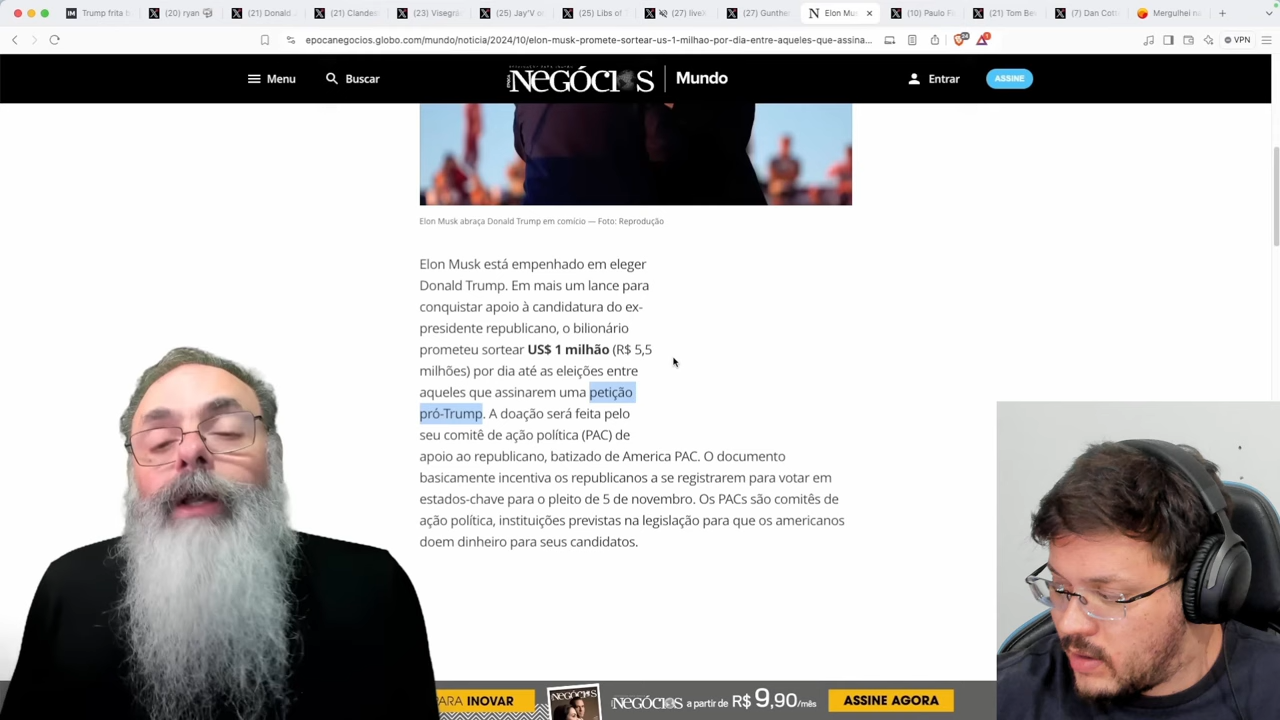 Trump frita b
(20) ryan
(21) Donald J
(21) Clandes
(23) Visegrá
(25) Jay'V o
(25) Libs of T
(27) livek
(27) Gunthe
Elon Mus
(10) Paulo Fi
(21) Tom Be
(7) Dan Cott
Mergulhei n
epocanegocios.globo.com/mundo/noticia/2024/10/elon-musk-promete-sortear-us-1-milhao-por-dia-entre-aqueles-que-assina...
VPN
Menu
Buscar
ÉPOCA NEGÓCIOS
Mundo
Entrar
ASSINE
Elon Musk abraça Donald Trump em comício — Foto: Reprodução
Elon Musk está empenhado em eleger
Donald Trump. Em mais um lance para
conquistar apoio à candidatura do ex-
presidente republicano, o bilionário
prometeu sortear US$ 1 milhão (R$ 5,5
milhões) por dia até as eleições entre
aqueles que assinarem uma petição
pró-Trump. A doação será feita pelo
seu comitê de ação política (PAC) de
apoio ao republicano, batizado de America PAC. O documento
basicamente incentiva os republicanos a se registrarem para votar em
estados-chave para o pleito de 5 de novembro. Os PACs são comitês de
ação política, instituições previstas na legislação para que os americanos
doem dinheiro para seus candidatos.
PARA INOVAR
NEGÓCIOS
NEGÓCIOS a partir de R$ 9,90/mês
ASSINE AGORA